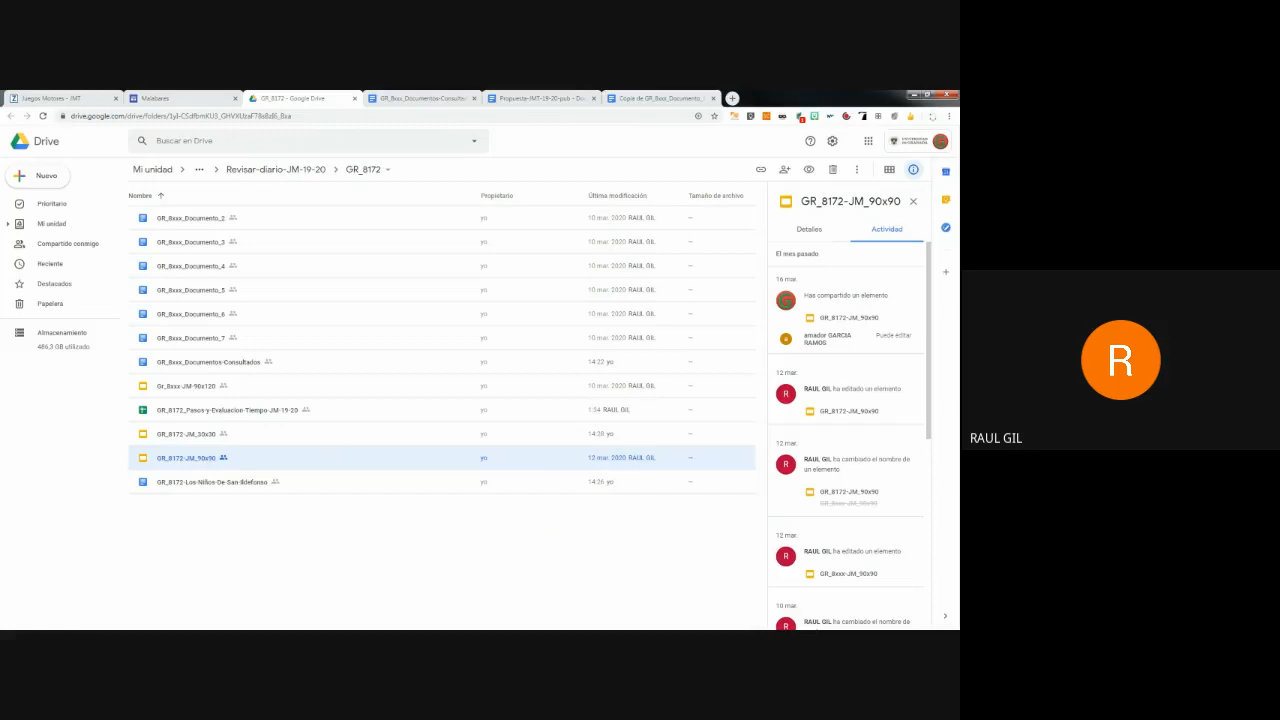 Juegos Motores - JMT
Malabares
GR_8172 - Google Drive
GR_8xxx_Documentos-Consultad
Propuesta-JMT-19-20-pub - Do
Copia de GR_8xxx_Documento_
Drive
Buscar en Drive
Nuevo
Mi unidad
Revisar-diario-JM-19-20
GR_8172
GR_8172-JM_90x90
Prioritario
Mi unidad
Compartido conmigo
Reciente
Destacados
Papelera
Almacenamiento
486,3 GB utilizado
Nombre
Propietario
Última modificación
Tamaño de archivo
GR_8xxx_Documento_2 yo 10 mar. 2020 RAUL GIL —
GR_8xxx_Documento_3 yo 10 mar. 2020 RAUL GIL —
GR_8xxx_Documento_4 yo 10 mar. 2020 RAUL GIL —
GR_8xxx_Documento_5 yo 10 mar. 2020 RAUL GIL —
GR_8xxx_Documento_6 yo 10 mar. 2020 RAUL GIL —
GR_8xxx_Documento_7 yo 10 mar. 2020 RAUL GIL —
GR_8xxx_Documentos-Consultados yo 14:22 yo —
Gr_8xxx-JM-90x120 yo 10 mar. 2020 RAUL GIL —
GR_8172_Pasos-y-Evaluacion-Tiempo-JM-19-20 yo 1:34 RAUL GIL —
GR_8172-JM_30x30 yo 14:28 yo —
GR_8172-JM_90x90 yo 12 mar. 2020 RAUL GIL —
GR_8172-Los-Niños-De-San-Ildefonso yo 14:26 yo —
Detalles
Actividad
El mes pasado
16 mar.
Has compartido un elemento
GR_8172-JM_90x90
amador GARCIA
RAMOS
Puede editar
12 mar.
RAUL GIL ha editado un elemento
GR_8172-JM_90x90
12 mar.
RAUL GIL ha cambiado el nombre de
un elemento
GR_8172-JM_90x90
GR_8xxx-JM_90x90
12 mar.
RAUL GIL ha editado un elemento
GR_8xxx-JM_90x90
10 mar.
RAUL GIL ha cambiado el nombre de
R
RAUL GIL